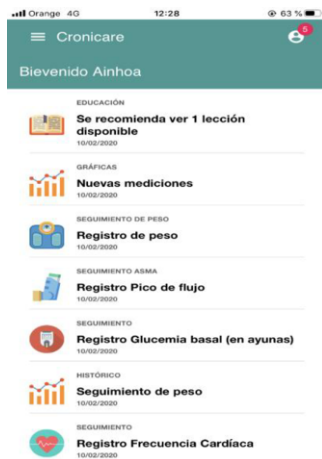 Orange 4G 12:28 63 %
Cronicare
5
Bievenido Ainhoa
EDUCACIÓN
Se recomienda ver 1 lección
disponible
10/02/2020
GRÁFICAS
Nuevas mediciones
10/02/2020
SEGUIMIENTO DE PESO
Registro de peso
10/02/2020
SEGUIMIENTO ASMA
Registro Pico de flujo
10/02/2020
SEGUIMIENTO
Registro Glucemia basal (en ayunas)
10/02/2020
HISTÓRICO
Seguimiento de peso
10/02/2020
SEGUIMIENTO
Registro Frecuencia Cardíaca
10/02/2020